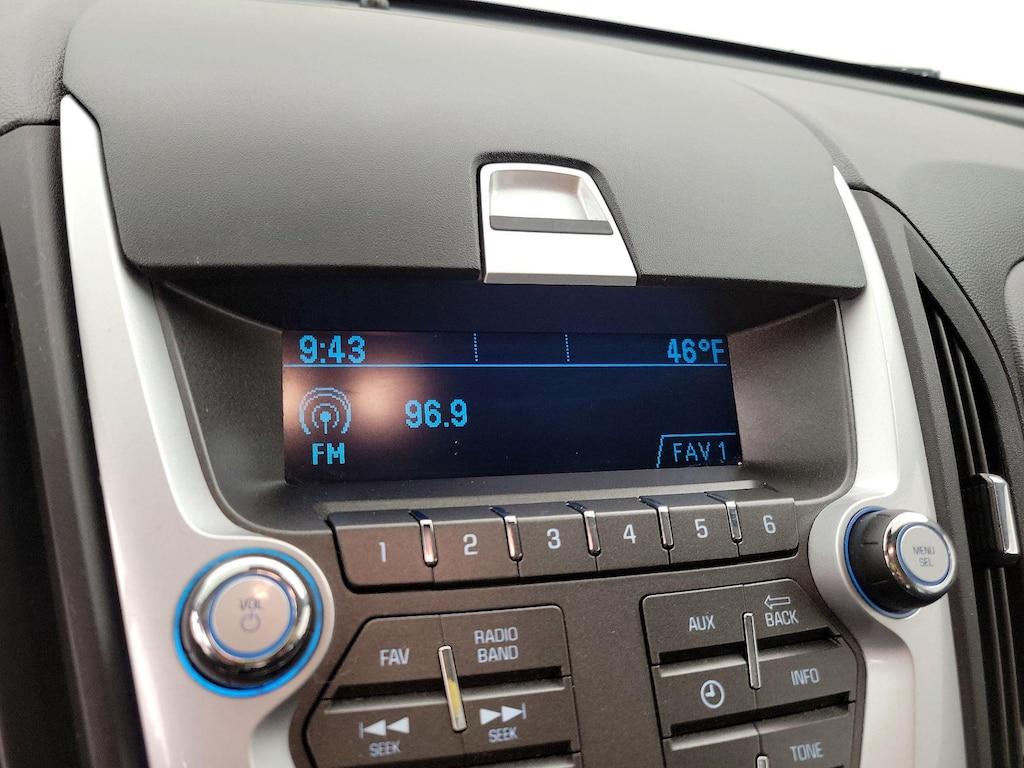 9:43
46°F
96.9
FM
FAV 1
1 2 3 4 5 6
VOL
MENU
SEL
FAV
RADIO
BAND
AUX
BACK
INFO
SEEK
SEEK
TONE